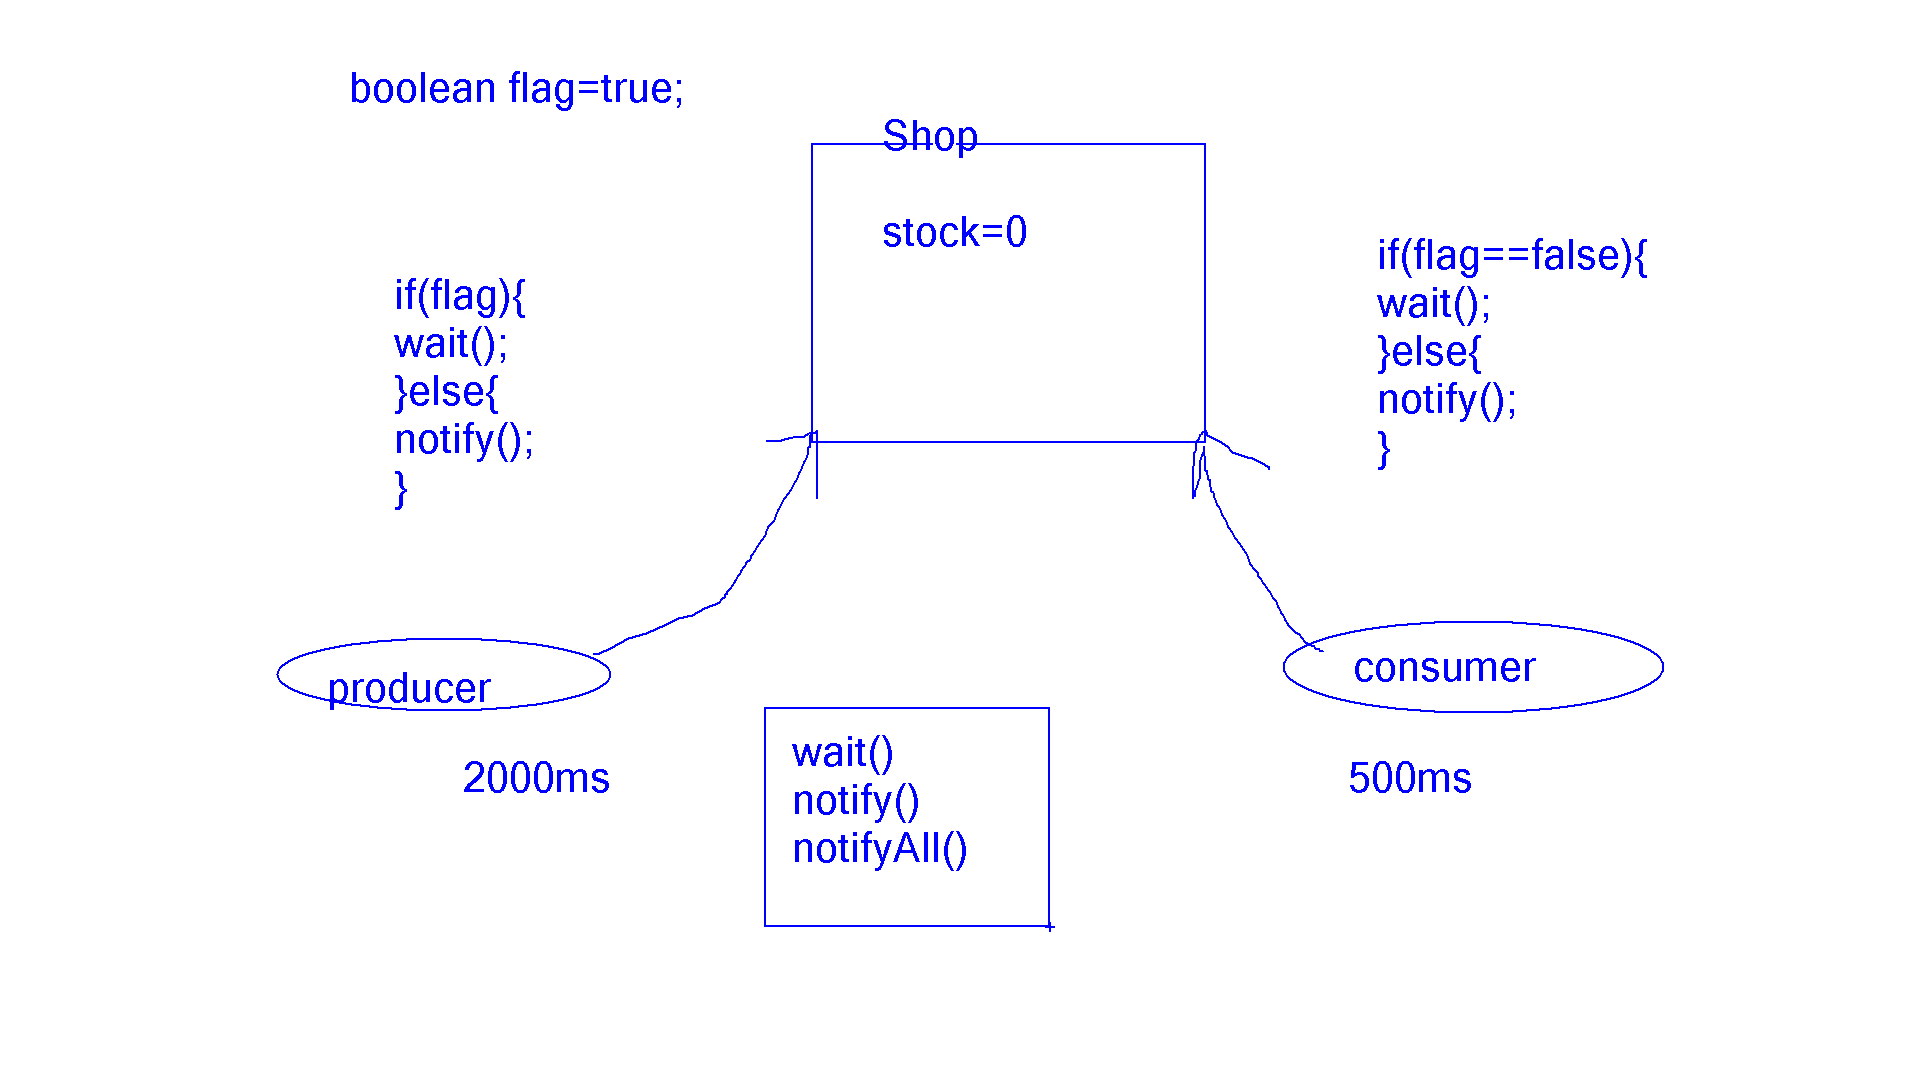 boolean flag=true;
Shop
stock=0
if(flag){
wait();
}else{
notify();
}
if(flag==false){
wait();
}else{
notify();
}
producer
2000ms
wait()
notify()
notifyAll()
consumer
500ms